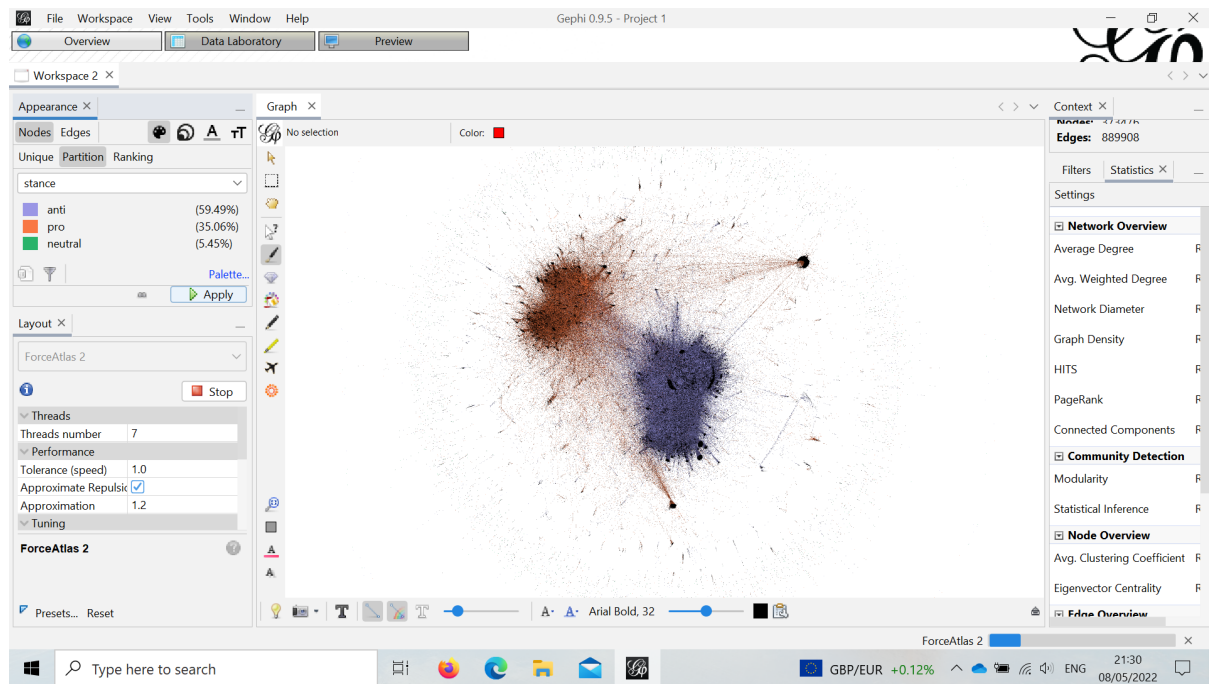 File Workspace View Tools Window Help
Gephi 0.9.5 - Project 1
Overview Data Laboratory Preview
Workspace 2
Appearance
Graph
Context
Nodes Edges
No selection
Color:
Nodes:
Edges: 889908
Unique Partition Ranking
Filters Statistics
stance
Settings
anti (59.49%)
pro (35.06%)
neutral (5.45%)
Palette...
Apply
Layout
ForceAtlas 2
Stop
Threads
Threads number 7
Performance
Tolerance (speed) 1.0
Approximate Repulsic
Approximation 1.2
Tuning
ForceAtlas 2
Presets... Reset
Network Overview
Average Degree
Avg. Weighted Degree
Network Diameter
Graph Density
HITS
PageRank
Connected Components
Community Detection
Modularity
Statistical Inference
Node Overview
Avg. Clustering Coefficient
Eigenvector Centrality
Edge Overview
Arial Bold, 32
ForceAtlas 2
Type here to search
GBP/EUR +0.12%
ENG
21:30
08/05/2022